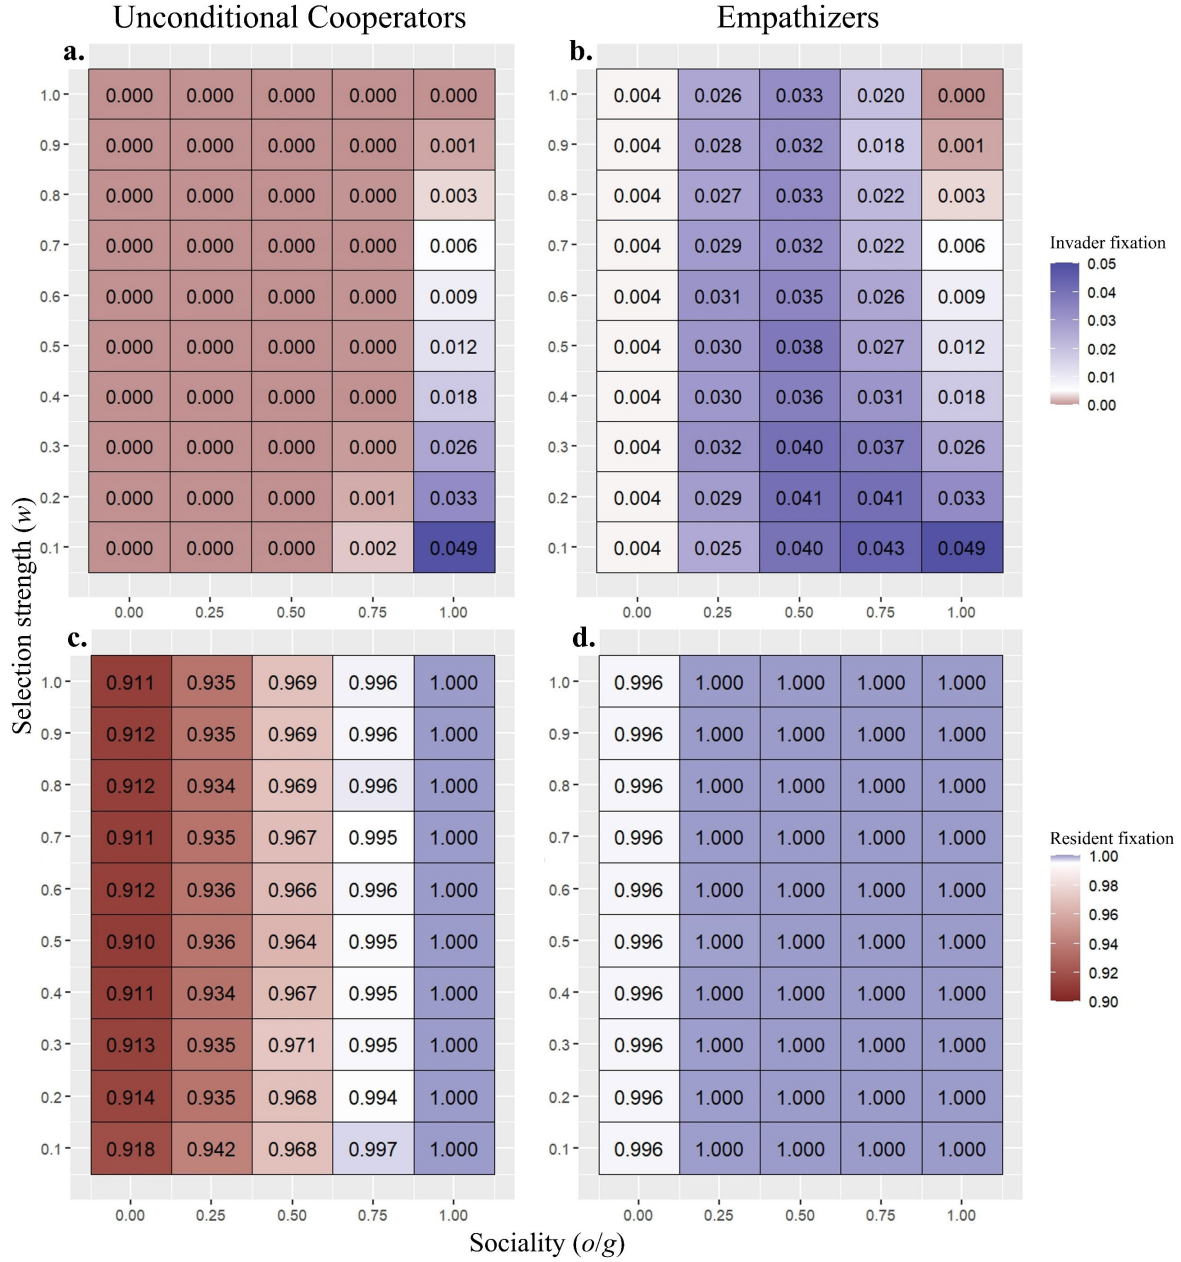 Unconditional Cooperators Empathizers
a. b.
1.0 0.000 0.000 0.000 0.000 0.000 1.0 0.004 0.026 0.033 0.020 0.000
0.9 0.000 0.000 0.000 0.000 0.001 0.9 0.004 0.028 0.032 0.018 0.001
0.8 0.000 0.000 0.000 0.000 0.003 0.8 0.004 0.027 0.033 0.022 0.003
0.7 0.000 0.000 0.000 0.000 0.006 0.7 0.004 0.029 0.032 0.022 0.006
0.6 0.000 0.000 0.000 0.000 0.009 0.6 0.004 0.031 0.035 0.026 0.009
0.5 0.000 0.000 0.000 0.000 0.012 0.5 0.004 0.030 0.038 0.027 0.012
0.4 0.000 0.000 0.000 0.000 0.018 0.4 0.004 0.030 0.036 0.031 0.018
0.3 0.000 0.000 0.000 0.000 0.026 0.3 0.004 0.032 0.040 0.037 0.026
0.2 0.000 0.000 0.000 0.001 0.033 0.2 0.004 0.029 0.041 0.041 0.033
0.1 0.000 0.000 0.000 0.002 0.049 0.1 0.004 0.025 0.040 0.043 0.049
0.00 0.25 0.50 0.75 1.00 0.00 0.25 0.50 0.75 1.00
Invader fixation
0.05
0.04
0.03
0.02
0.01
0.00
Selection strength (w)
c. d.
1.0 0.911 0.935 0.969 0.996 1.000 1.0 0.996 1.000 1.000 1.000 1.000
0.9 0.912 0.935 0.969 0.996 1.000 0.9 0.996 1.000 1.000 1.000 1.000
0.8 0.912 0.934 0.969 0.996 1.000 0.8 0.996 1.000 1.000 1.000 1.000
0.7 0.911 0.935 0.967 0.995 1.000 0.7 0.996 1.000 1.000 1.000 1.000
0.6 0.912 0.936 0.966 0.996 1.000 0.6 0.996 1.000 1.000 1.000 1.000
0.5 0.910 0.936 0.964 0.995 1.000 0.5 0.996 1.000 1.000 1.000 1.000
0.4 0.911 0.934 0.967 0.995 1.000 0.4 0.996 1.000 1.000 1.000 1.000
0.3 0.913 0.935 0.971 0.995 1.000 0.3 0.996 1.000 1.000 1.000 1.000
0.2 0.914 0.935 0.968 0.994 1.000 0.2 0.996 1.000 1.000 1.000 1.000
0.1 0.918 0.942 0.968 0.997 1.000 0.1 0.996 1.000 1.000 1.000 1.000
0.00 0.25 0.50 0.75 1.00 0.00 0.25 0.50 0.75 1.00
Resident fixation
1.00
0.98
0.96
0.94
0.92
0.90
Sociality (o/g)